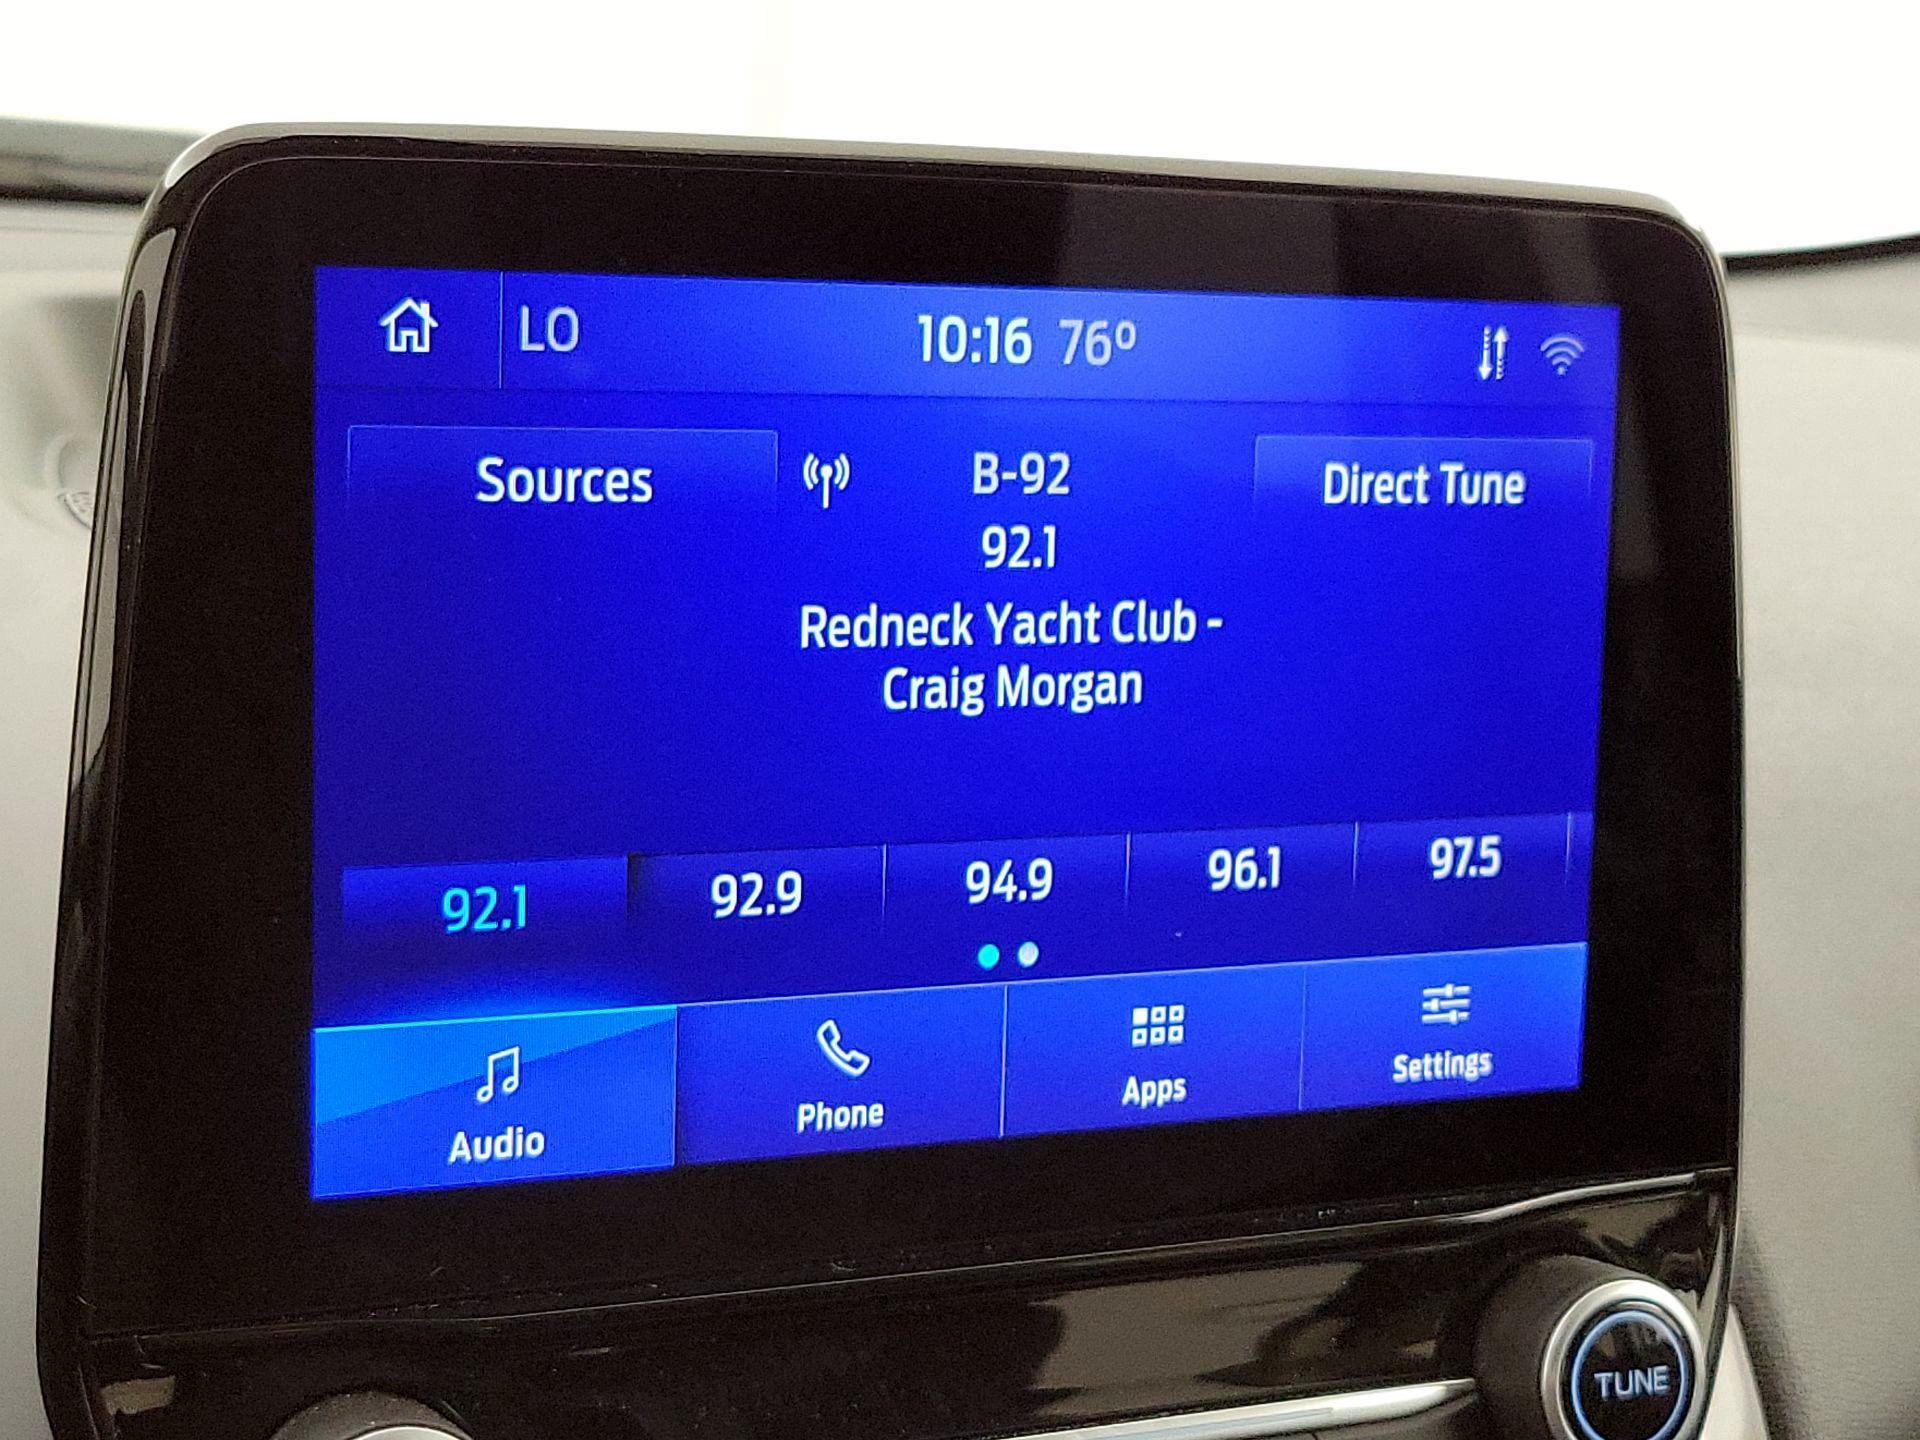 LO
10:16 76°
Sources
B-92
Direct Tune
92.1
Redneck Yacht Club -
Craig Morgan
92.1
92.9
94.9
96.1
97.5
Audio
Phone
Apps
Settings
TUNE